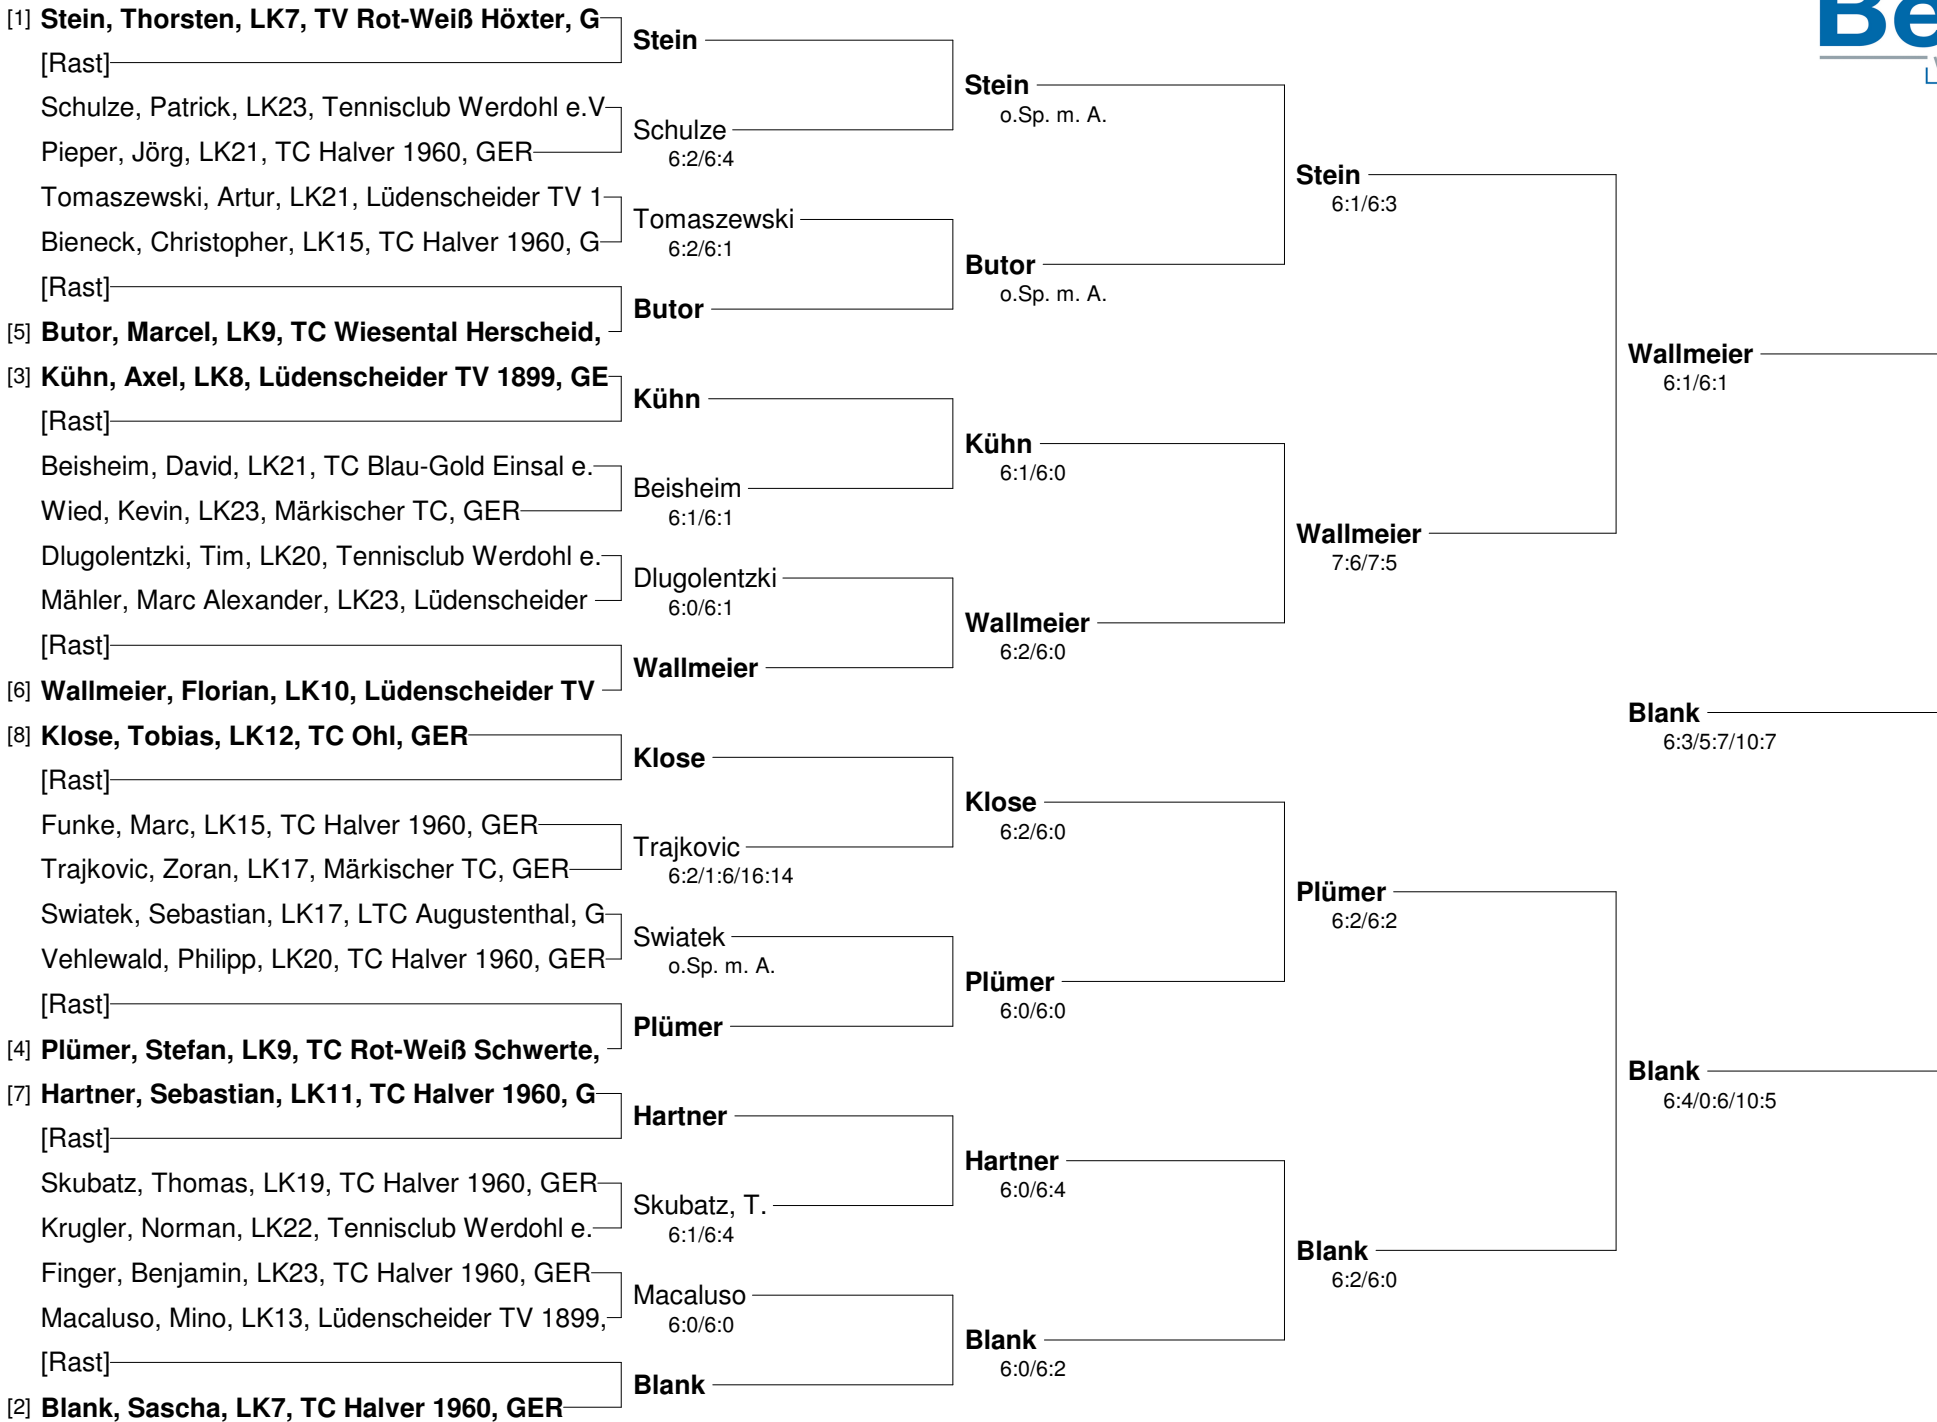 Be
[1] Stein, Thorsten, LK7, TV Rot-Weiß Höxter, G
[Rast]
Schulze, Patrick, LK23, Tennisclub Werdohl e.V
Pieper, Jörg, LK21, TC Halver 1960, GER
Tomaszewski, Artur, LK21, Lüdenscheider TV 1
Bieneck, Christopher, LK15, TC Halver 1960, G
[Rast]
[5] Butor, Marcel, LK9, TC Wiesental Herscheid,
[3] Kühn, Axel, LK8, Lüdenscheider TV 1899, GE
[Rast]
Beisheim, David, LK21, TC Blau-Gold Einsal e.
Wied, Kevin, LK23, Märkischer TC, GER
Dlugolentzki, Tim, LK20, Tennisclub Werdohl e.
Mähler, Marc Alexander, LK23, Lüdenscheider
[Rast]
[6] Wallmeier, Florian, LK10, Lüdenscheider TV
[8] Klose, Tobias, LK12, TC Ohl, GER
[Rast]
Funke, Marc, LK15, TC Halver 1960, GER
Trajkovic, Zoran, LK17, Märkischer TC, GER
Swiatek, Sebastian, LK17, LTC Augustenthal, G
Vehlewald, Philipp, LK20, TC Halver 1960, GER
[Rast]
[4] Plümer, Stefan, LK9, TC Rot-Weiß Schwerte,
[7] Hartner, Sebastian, LK11, TC Halver 1960, G
[Rast]
Skubatz, Thomas, LK19, TC Halver 1960, GER
Krugler, Norman, LK22, Tennisclub Werdohl e.
Finger, Benjamin, LK23, TC Halver 1960, GER
Macaluso, Mino, LK13, Lüdenscheider TV 1899,
[Rast]
[2] Blank, Sascha, LK7, TC Halver 1960, GER
Stein
Schulze
6:2/6:4
Tomaszewski
6:2/6:1
Butor
Kühn
Beisheim
6:1/6:1
Dlugolentzki
6:0/6:1
Wallmeier
Klose
Trajkovic
6:2/1:6/16:14
Swiatek
o.Sp. m. A.
Plümer
Hartner
Skubatz, T.
6:1/6:4
Macaluso
6:0/6:0
Blank
Stein
o.Sp. m. A.
Butor
o.Sp. m. A.
Kühn
6:1/6:0
Wallmeier
6:2/6:0
Klose
6:2/6:0
Plümer
6:0/6:0
Hartner
6:0/6:4
Blank
6:0/6:2
Stein
6:1/6:3
Wallmeier
7:6/7:5
Plümer
6:2/6:2
Blank
6:2/6:0
Wallmeier
6:1/6:1
Blank
6:3/5:7/10:7
Blank
6:4/0:6/10:5